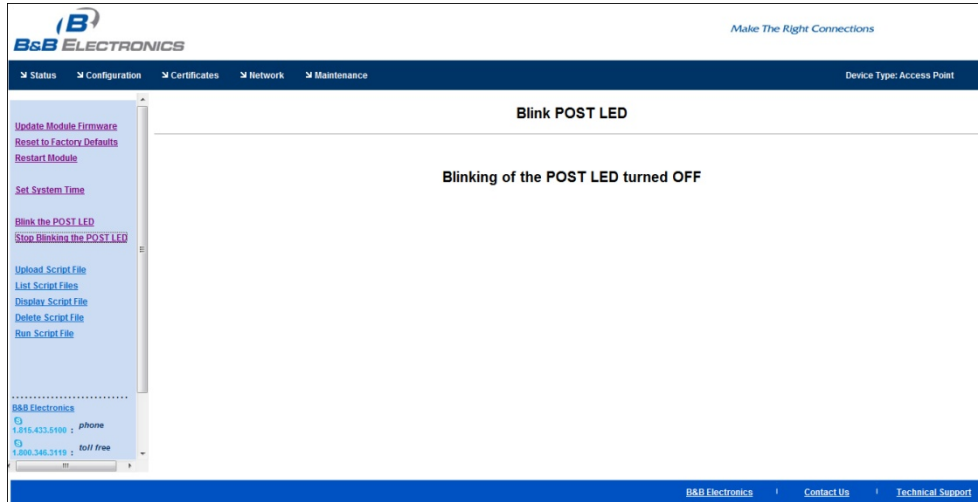 B&B ELECTRONICS
Make The Right Connections
Status Configuration Certificates Network Maintenance Device Type: Access Point
Update Module Firmware
Reset to Factory Defaults
Restart Module
Set System Time
Blink the POST LED
Stop Blinking the POST LED
Upload Script File
List Script Files
Display Script File
Delete Script File
Run Script File
B&B Electronics
1.815.433.5100 : phone
1.800.346.3119 : toll free
Blink POST LED
Blinking of the POST LED turned OFF
B&B Electronics | Contact Us | Technical Support